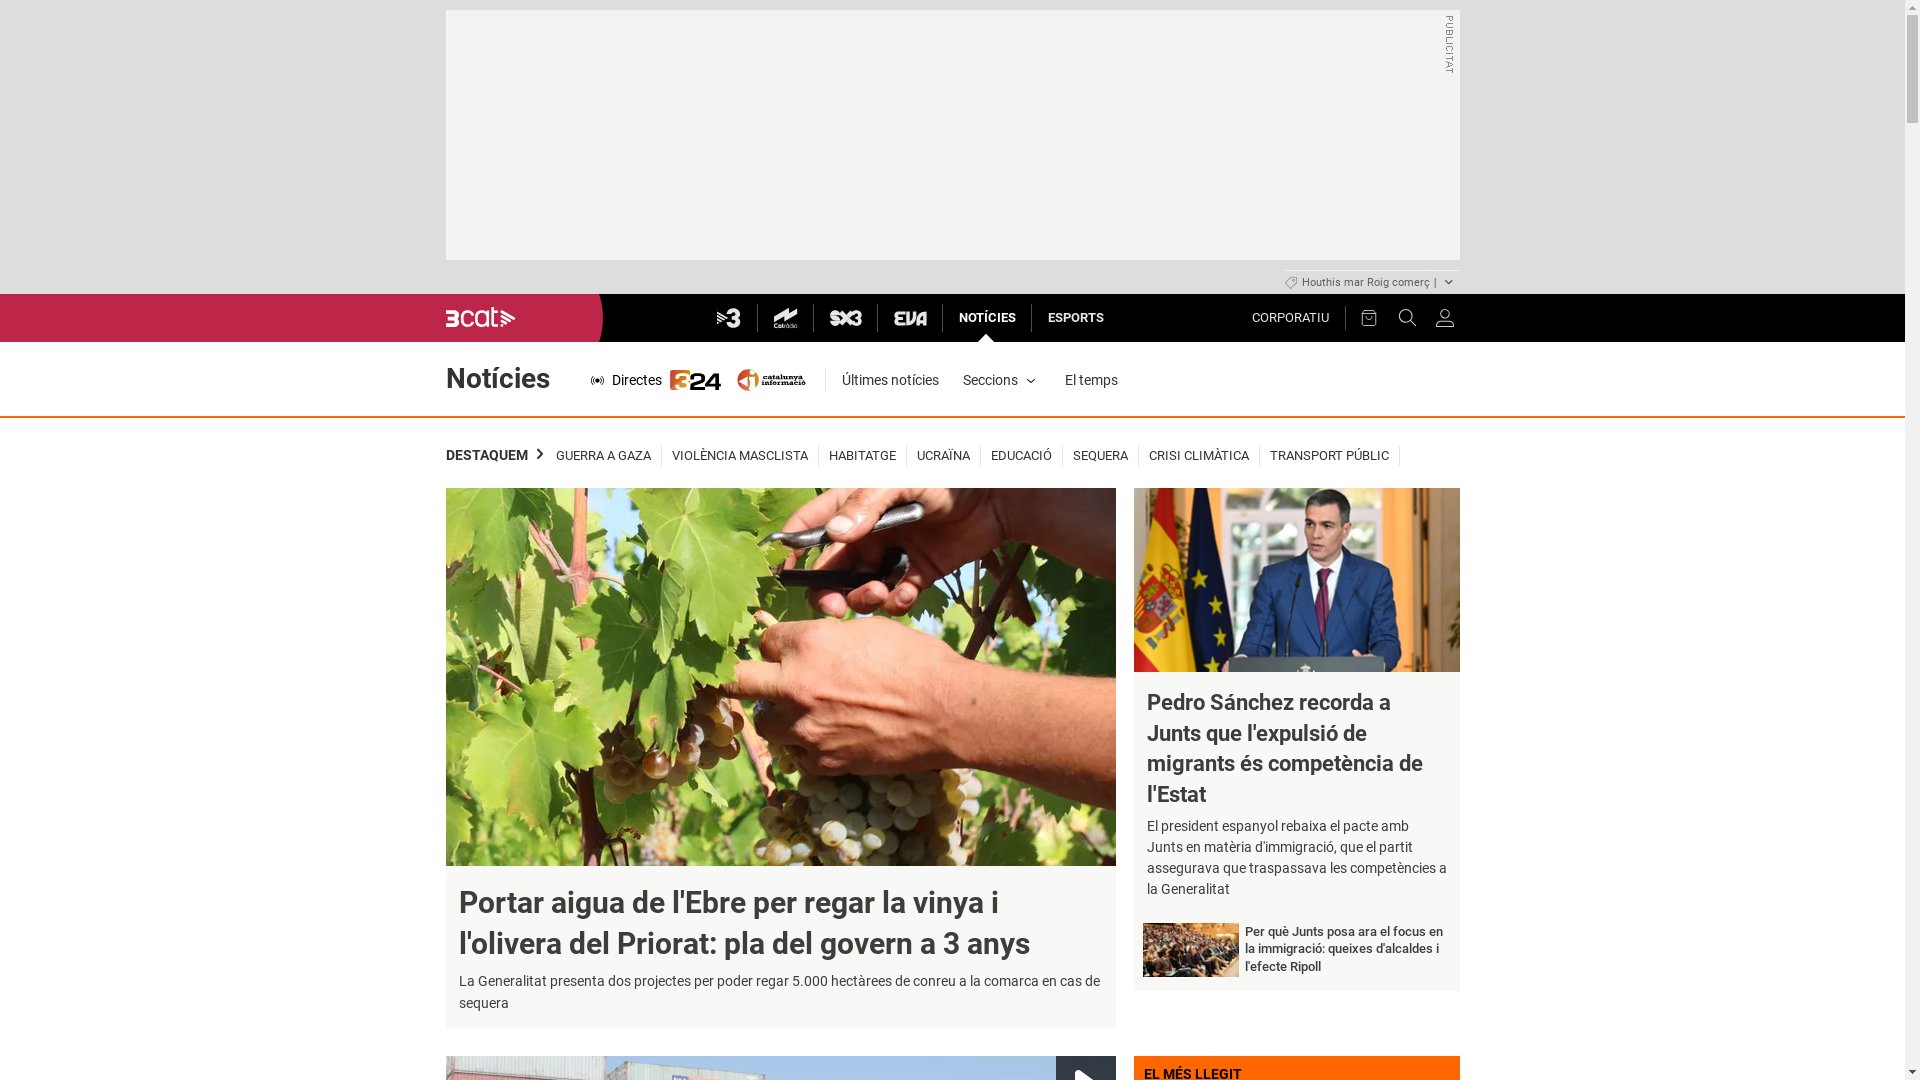 PUBLICITAT
Houthis mar Roig comerç |
3cat
3
Catràdio
SX3
EVA
NOTÍCIES
ESPORTS
CORPORATIU
Notícies
Directes
324
catalunya
informació
Últimes notícies
Seccions
El temps
DESTAQUEM
GUERRA A GAZA
VIOLÈNCIA MASCLISTA
HABITATGE
UCRAÏNA
EDUCACIÓ
SEQUERA
CRISI CLIMÀTICA
TRANSPORT PÚBLIC
Portar aigua de l'Ebre per regar la vinya i
l'olivera del Priorat: pla del govern a 3 anys
La Generalitat presenta dos projectes per poder regar 5.000 hectàrees de conreu a la comarca en cas de
sequera
Pedro Sánchez recorda a
Junts que l'expulsió de
migrants és competència de
l'Estat
El president espanyol rebaixa el pacte amb
Junts en matèria d'immigració, que el partit
assegurava que traspassava les competències a
la Generalitat
Per què Junts posa ara el focus en
la immigració: queixes d'alcaldes i
l'efecte Ripoll
EL MÉS LLEGIT